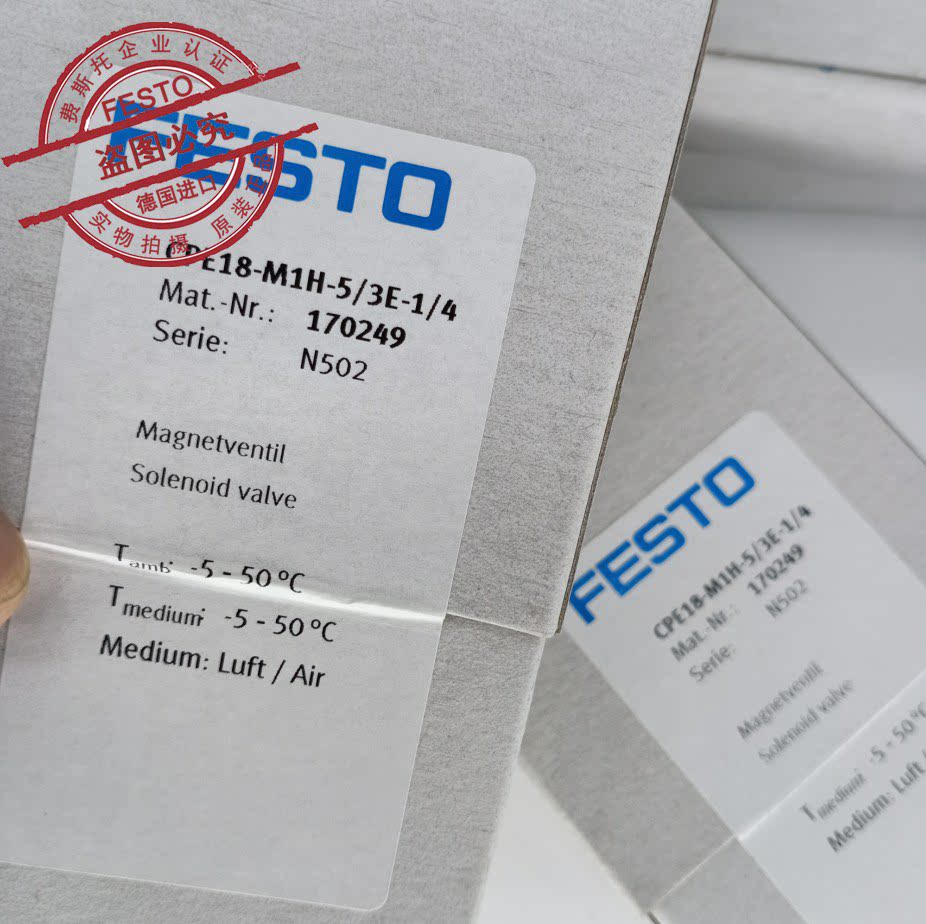 费斯托企业认证
FESTO
盗图必究
德国进口
实物拍摄 原装
FESTO
CPE18-M1H-5/3E-1/4
Mat.-Nr.: 170249
Serie: N502
Magnetventil
Solenoid valve
Tamb: -5 - 50 °C
Tmedium: -5 - 50 °C
Medium: Luft / Air
FESTO
CPE18-M1H-5/3E-1/4
Mat.-Nr.: 170249
Serie: N502
Magnetventil
Solenoid valve
-5 - 50 °C
Tmedium:
Medium: Luft /